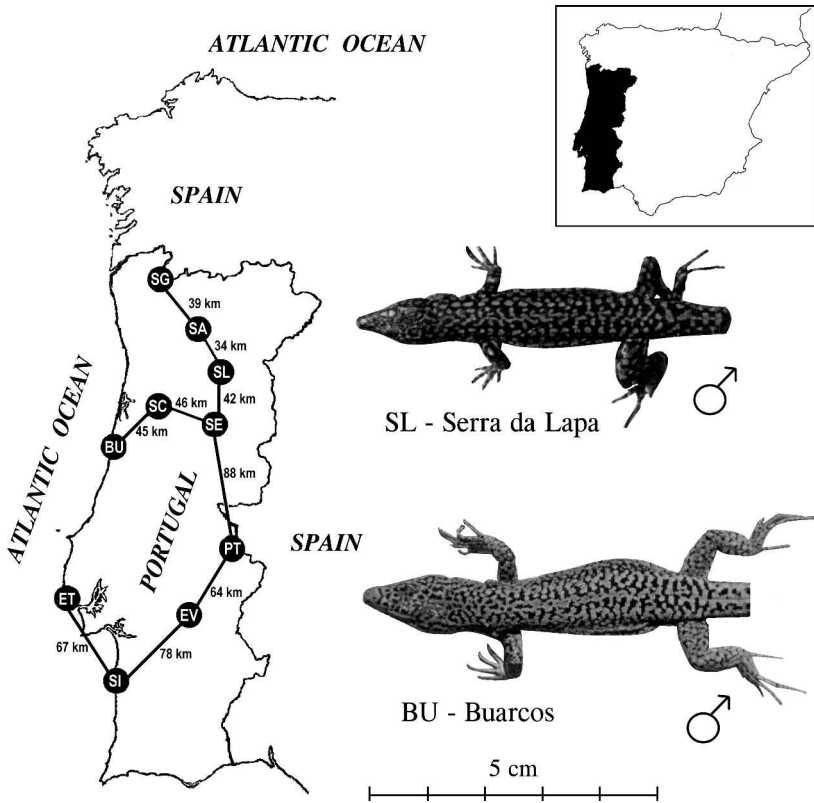 ATLANTIC OCEAN
SPAIN
SG
39 km
SA
34 km
SL
42 km
SC
46 km
SE
45 km
BU
88 km
ATLANTIC OCEAN
PORTUGAL
SPAIN
PT
64 km
ET
EV
67 km
78 km
SI
SL - Serra da Lapa
BU - Buarcos
5 cm